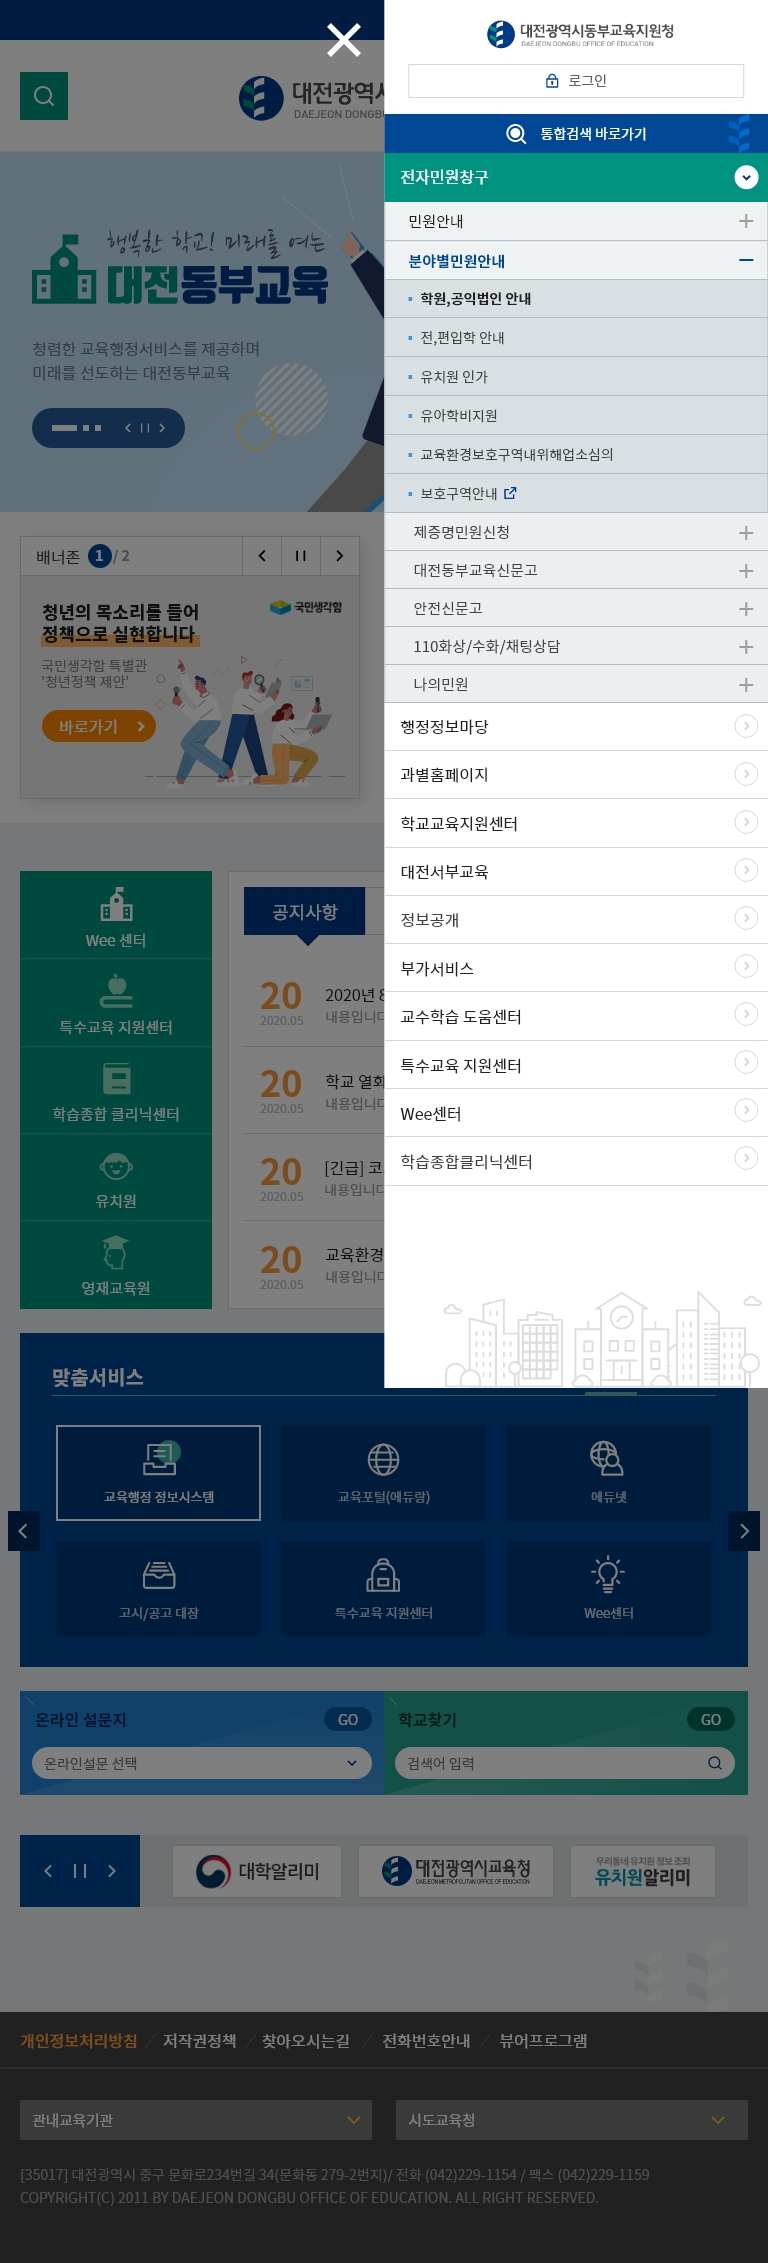 대전광역시동부교육지원청
DAEJEON DONGBU OFFICE OF EDUCATION
로그인
통합검색 바로가기
전자민원창구
민원안내
분야별민원안내
학원,공익법인 안내
전,편입학 안내
유치원 인가
유아학비지원
교육환경보호구역내위해업소심의
보호구역안내
제증명민원신청
대전동부교육신문고
안전신문고
110화상/수화/채팅상담
나의민원
행정정보마당
과별홈페이지
학교교육지원센터
대전서부교육
정보공개
부가서비스
교수학습 도움센터
특수교육 지원센터
Wee센터
학습종합클리닉센터
대전광역시
DAEJEON DONGBU
행복한 학교! 미래를 여는
대전동부교육
청렴한 교육행정서비스를 제공하며
미래를 선도하는 대전동부교육
배너존 1 / 2
청년의 목소리를 들어
정책으로 실현합니다
국민생각함
국민생각함 특별관
'청년정책 제안'
바로가기
Wee 센터
특수교육 지원센터
학습종합 클리닉센터
유치원
영재교육원
공지사항
20
2020.05
2020년
내용입니다
20
2020.05
학교 열화
내용입니다
20
2020.05
[긴급]
내용입니다
20
2020.05
교육환경
내용입니다
맞춤서비스
교육행정 정보시스템
교육포털(에듀랑)
에듀넷
고시/공고 대장
특수교육 지원센터
Wee센터
온라인 설문지
GO
온라인설문 선택
학교찾기
GO
검색어 입력
대학알리미
대전광역시교육청
DAEJEON METROPOLITAN OFFICE OF EDUCATION
우리동네 유치원 정보 조회
유치원알리미
개인정보처리방침 / 저작권정책 / 찾아오시는길 / 전화번호안내 / 뷰어프로그램
관내교육기관
시도교육청
[35017] 대전광역시 중구 문화로234번길 34(문화동 279-2번지)/ 전화 (042)229-1154 / 팩스 (042)229-1159
COPYRIGHT(C) 2011 BY DAEJEON DONGBU OFFICE OF EDUCATION. ALL RIGHT RESERVED.